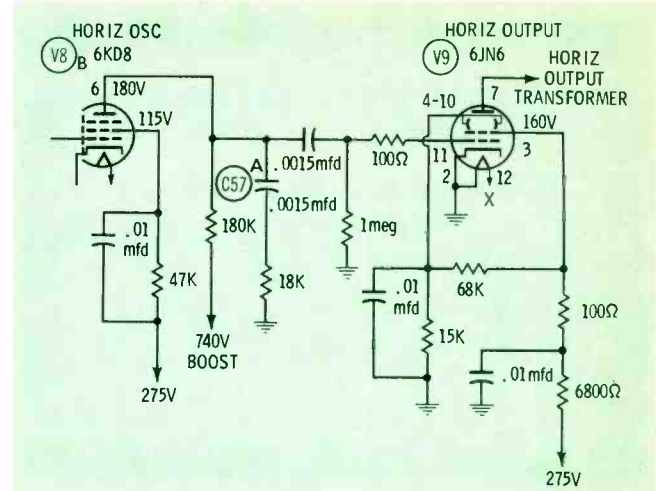 HORIZ OSC
V8 B 6KD8
6 180V
115V
.01
mfd
47K
275V
180K
740V
BOOST
C57 A
.0015mfd
.0015mfd
18K
100Ω
1meg
HORIZ OUTPUT
V9 6JN6
HORIZ
OUTPUT
TRANSFORMER
7
4-10
160V
3
11
2
12
X
68K
.01
mfd
15K
100Ω
.01mfd
6800Ω
275V